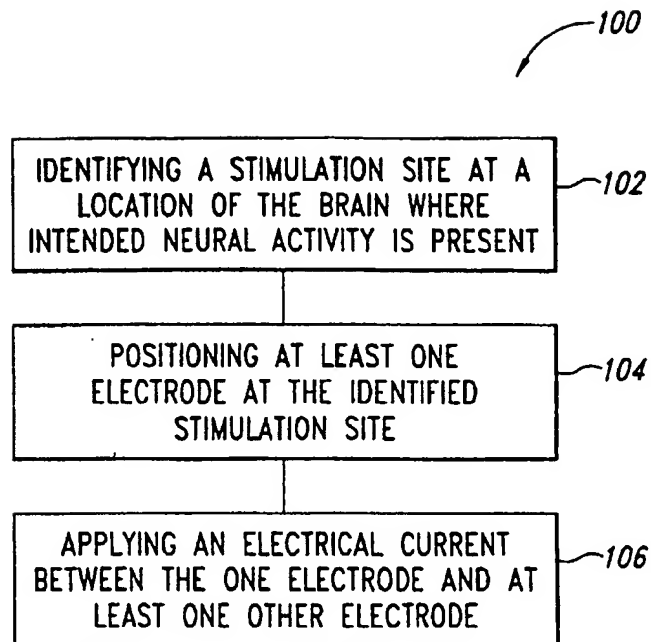 100
IDENTIFYING A STIMULATION SITE AT A
LOCATION OF THE BRAIN WHERE
INTENDED NEURAL ACTIVITY IS PRESENT
102
POSITIONING AT LEAST ONE
ELECTRODE AT THE IDENTIFIED
STIMULATION SITE
104
APPLYING AN ELECTRICAL CURRENT
BETWEEN THE ONE ELECTRODE AND AT
LEAST ONE OTHER ELECTRODE
106